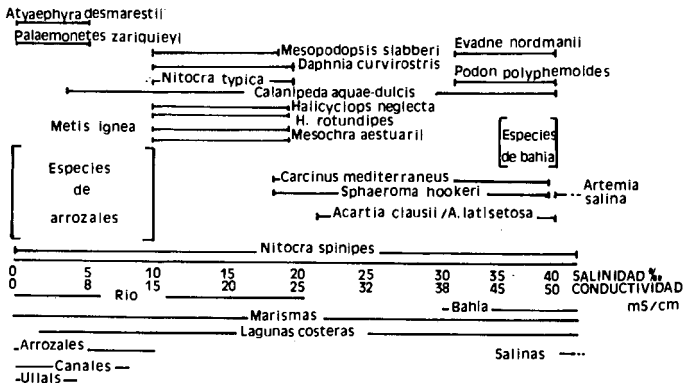 Atyaephyra desmarestii
Palaemonetes zariquieyi
Mesopodopsis slabberi
Evadne nordmanii
Daphnia curvirostris
Nitocra typica
Podon polyphemoides
Calanipeda aquae-dulcis
Halicyclops neglecta
H. rotundipes
Metis ignea
Mesochra aestuarii
Especies de bahia
Especies de arrozales
Carcinus mediterraneus
Sphaeroma hookeri
Artemia salina
Acartia clausii / A. latisetosa
Nitocra spinipes
0 5 10 15 20 25 30 35 40 SALINIDAD ‰
0 8 15 20 25 32 38 45 50 CONDUCTIVIDAD mS/cm
Rio
Bahia
Marismas
Lagunas costeras
Arrozales
Salinas
Canales
Ullals